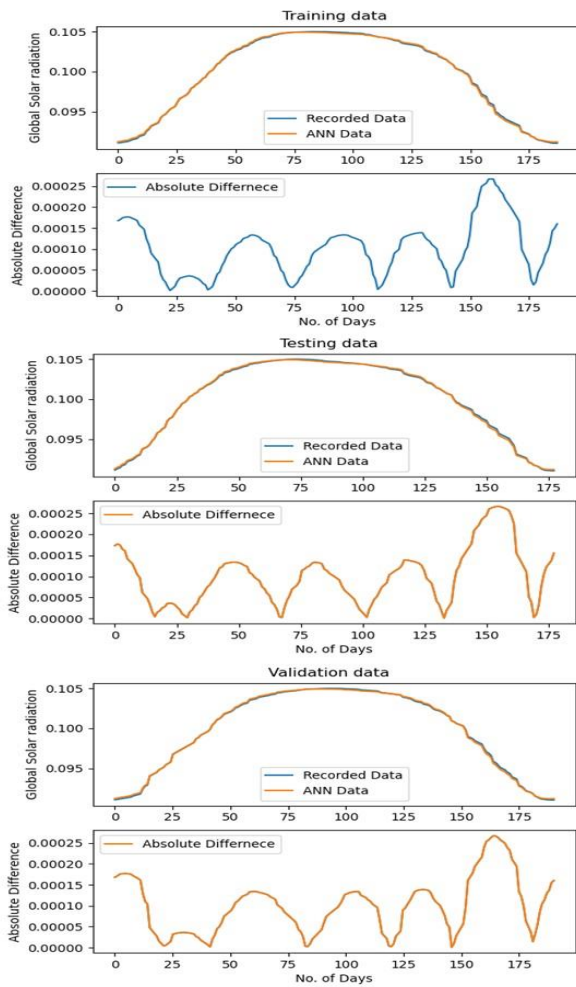 Training data
0.105
0.100
0.095
Global Solar radiation
Recorded Data
ANN Data
0 25 50 75 100 125 150 175
Absolute Differnece
0.00025
0.00020
0.00015
0.00010
0.00005
0.00000
Absolute Difference
0 25 50 75 100 125 150 175
No. of Days
Testing data
0.105
0.100
0.095
Global Solar radiation
Recorded Data
ANN Data
0 25 50 75 100 125 150 175
Absolute Differnece
0.00025
0.00020
0.00015
0.00010
0.00005
0.00000
Absolute Difference
0 25 50 75 100 125 150 175
No. of Days
Validation data
0.105
0.100
0.095
Global Solar radiation
Recorded Data
ANN Data
0 25 50 75 100 125 150 175
Absolute Differnece
0.00025
0.00020
0.00015
0.00010
0.00005
0.00000
Absolute Difference
0 25 50 75 100 125 150 175
No. of Days